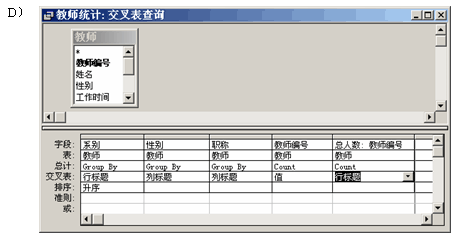 D)
教师统计: 交叉表查询
教师
*
教师编号
姓名
性别
工作时间
字段: 系别 性别 职称 教师编号 总人数: 教师编号
表: 教师 教师 教师 教师 教师
总计: Group By Group By Group By Count Count
交叉表: 行标题 列标题 列标题 值 行标题
排序: 升序
准则:
或: